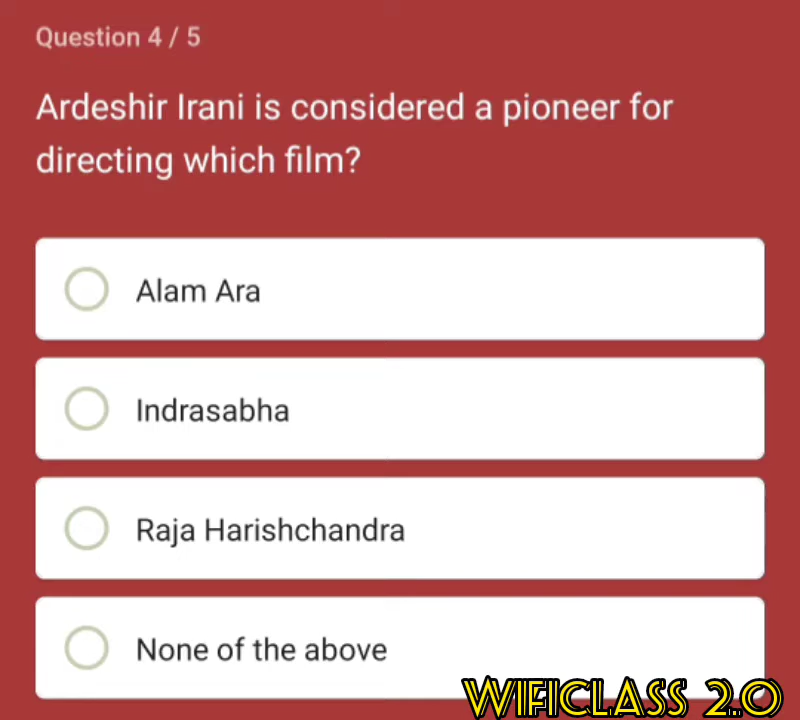 Question 4 / 5
Ardeshir Irani is considered a pioneer for
directing which film?
Alam Ara
Indrasabha
Raja Harishchandra
None of the above
WIFICLASS 2.0